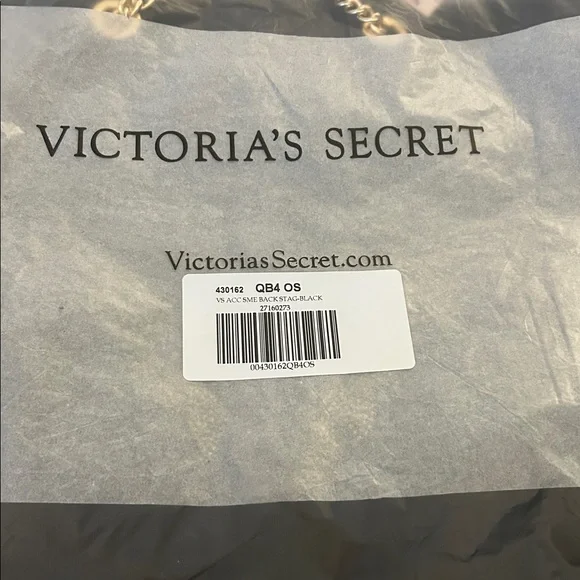 VICTORIA'S SECRET
VictoriasSecret.com
430162 QB4 OS
VS ACC SME BACK STAG-BLACK
27160273
00430162QB4OS